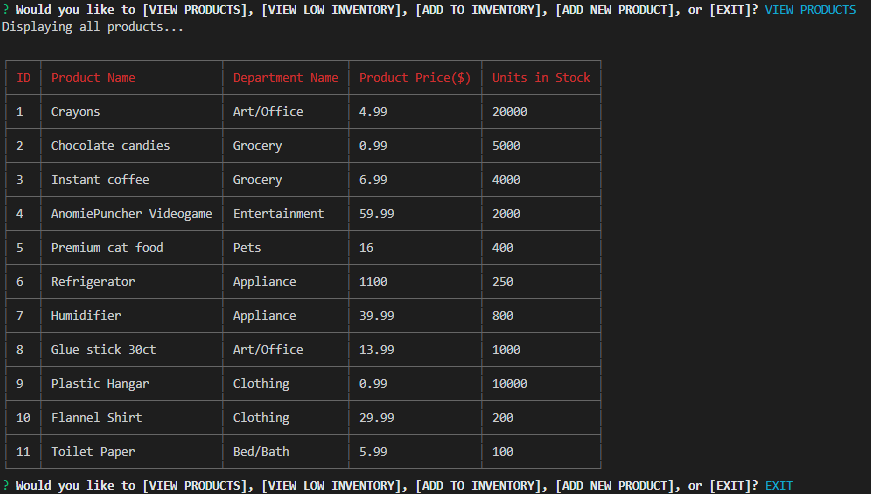 ? Would you like to [VIEW PRODUCTS], [VIEW LOW INVENTORY], [ADD TO INVENTORY], [ADD NEW PRODUCT], or [EXIT]? VIEW PRODUCTS
Displaying all products...
ID Product Name Department Name Product Price($) Units in Stock
1 Crayons Art/Office 4.99 20000
2 Chocolate candies Grocery 0.99 5000
3 Instant coffee Grocery 6.99 4000
4 AnomiePuncher Videogame Entertainment 59.99 2000
5 Premium cat food Pets 16 400
6 Refrigerator Appliance 1100 250
7 Humidifier Appliance 39.99 800
8 Glue stick 30ct Art/Office 13.99 1000
9 Plastic Hangar Clothing 0.99 10000
10 Flannel Shirt Clothing 29.99 200
11 Toilet Paper Bed/Bath 5.99 100
? Would you like to [VIEW PRODUCTS], [VIEW LOW INVENTORY], [ADD TO INVENTORY], [ADD NEW PRODUCT], or [EXIT]? EXIT